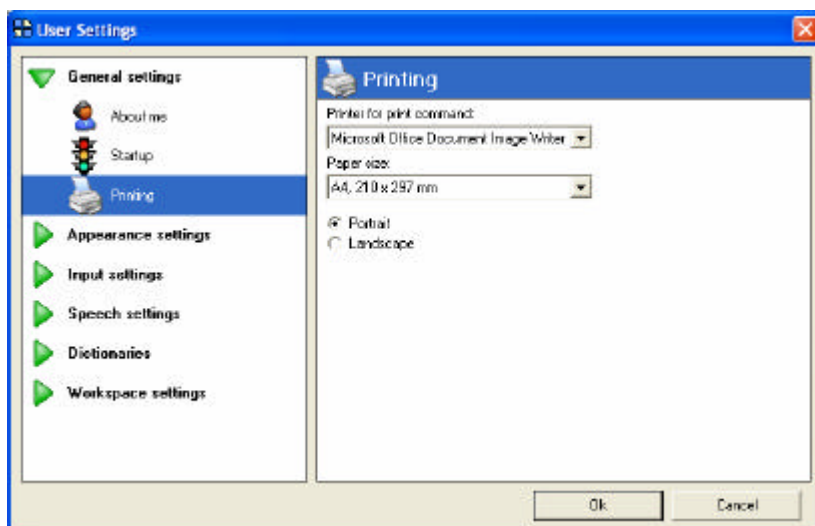 User Settings
General settings
About me
Startup
Printing
Appearance settings
Input settings
Speech settings
Dictionaries
Workspace settings
Printing
Printer for print command:
Microsoft Office Document Image Writer
Paper size:
A4, 210 x 297 mm
Portrait
Landscape
Ok
Cancel